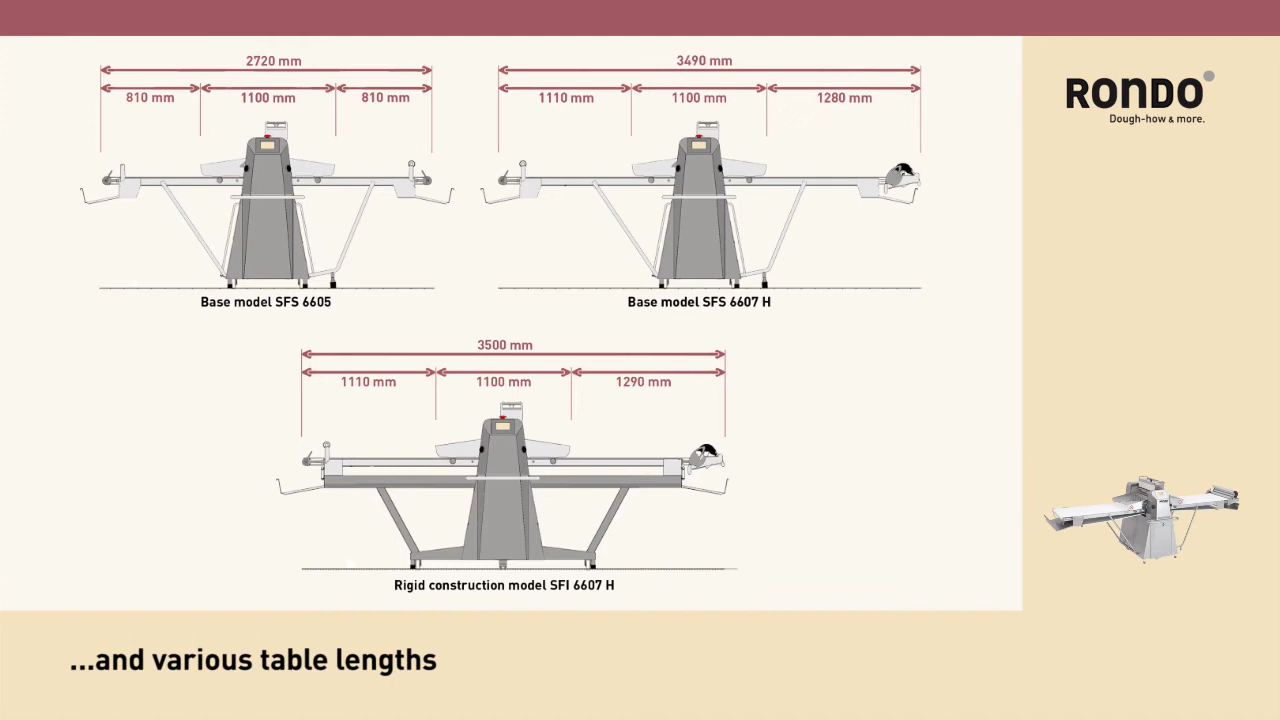 2720 mm
810 mm 1100 mm 810 mm
Base model SFS 6605
3490 mm
1110 mm 1100 mm 1280 mm
Base model SFS 6607 H
3500 mm
1110 mm 1100 mm 1290 mm
Rigid construction model SFI 6607 H
RONDO
Dough-how & more.
...and various table lengths